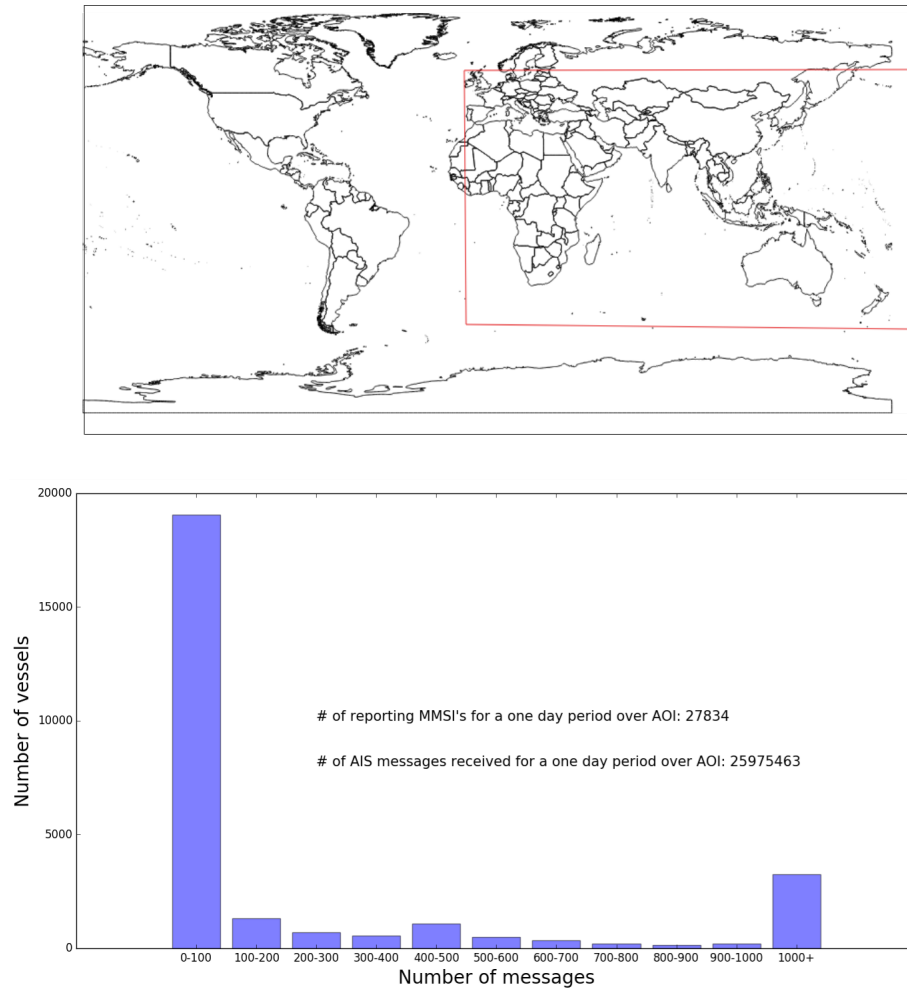 20000
15000
10000
5000
0
Number of vessels
# of reporting MMSI's for a one day period over AOI: 27834
# of AIS messages received for a one day period over AOI: 25975463
0-100 100-200 200-300 300-400 400-500 500-600 600-700 700-800 800-900 900-1000 1000+
Number of messages